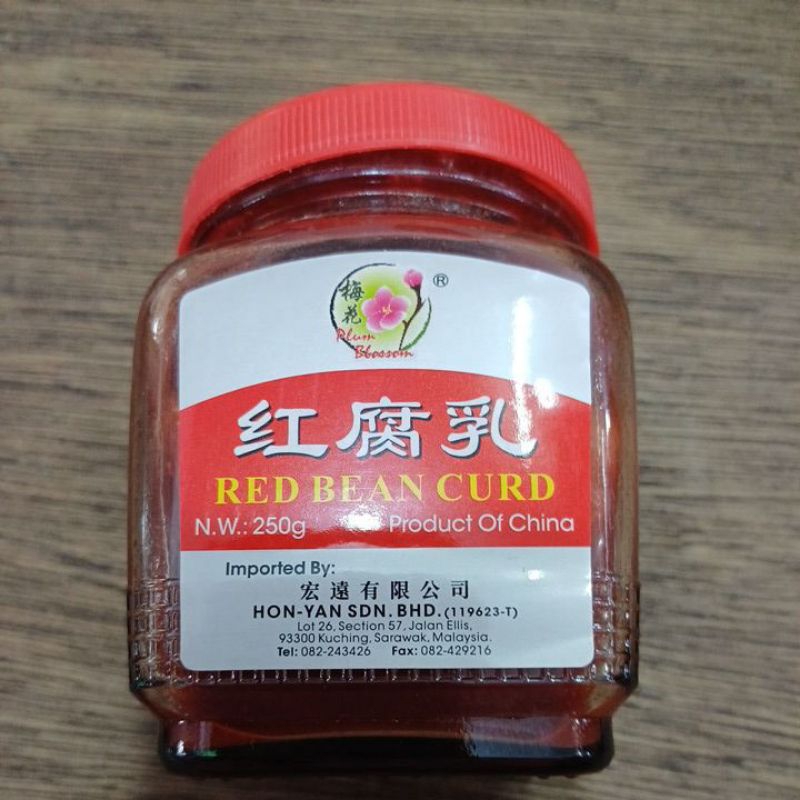 梅花
®
Plum
Blossom
红腐乳
RED BEAN CURD
N.W.: 250g Product Of China
Imported By:
宏遠有限公司
HON-YAN SDN. BHD. (119623-T)
Lot 26, Section 57, Jalan Ellis,
93300 Kuching, Sarawak, Malaysia.
Tel: 082-243426 Fax: 082-429216